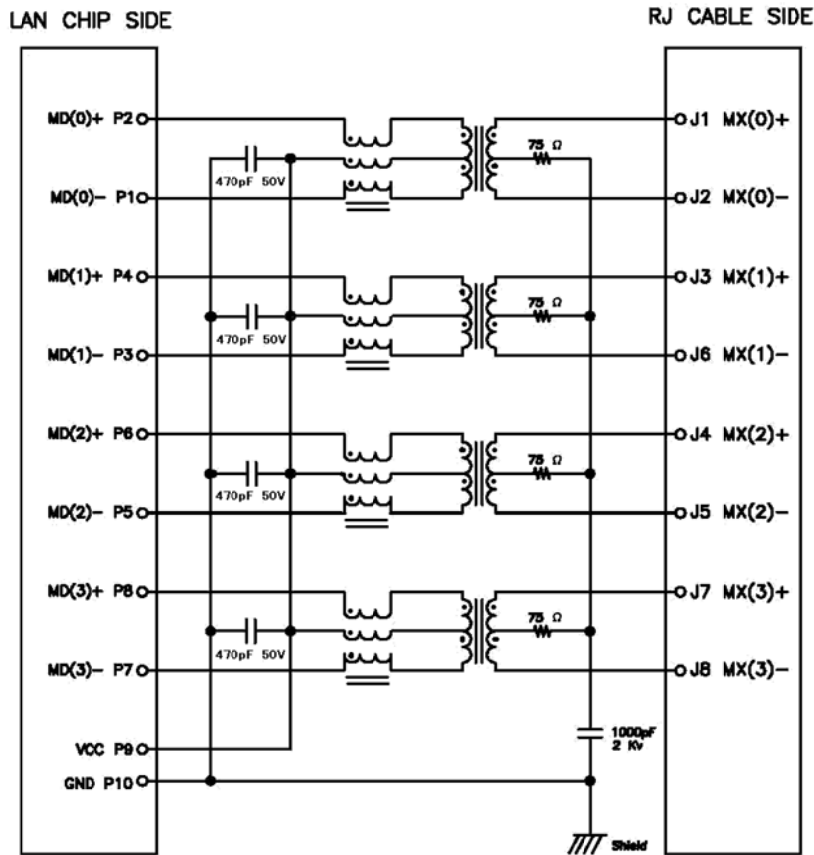 LAN CHIP SIDE
RJ CABLE SIDE
MD(0)+ P2
J1 MX(0)+
75 Ω
470pF 50V
MD(0)- P1
J2 MX(0)-
MD(1)+ P4
J3 MX(1)+
75 Ω
470pF 50V
MD(1)- P3
J6 MX(1)-
MD(2)+ P6
J4 MX(2)+
75 Ω
470pF 50V
MD(2)- P5
J5 MX(2)-
MD(3)+ P8
J7 MX(3)+
75 Ω
470pF 50V
MD(3)- P7
J8 MX(3)-
1000pF
2 Kv
VCC P9
GND P10
Shield